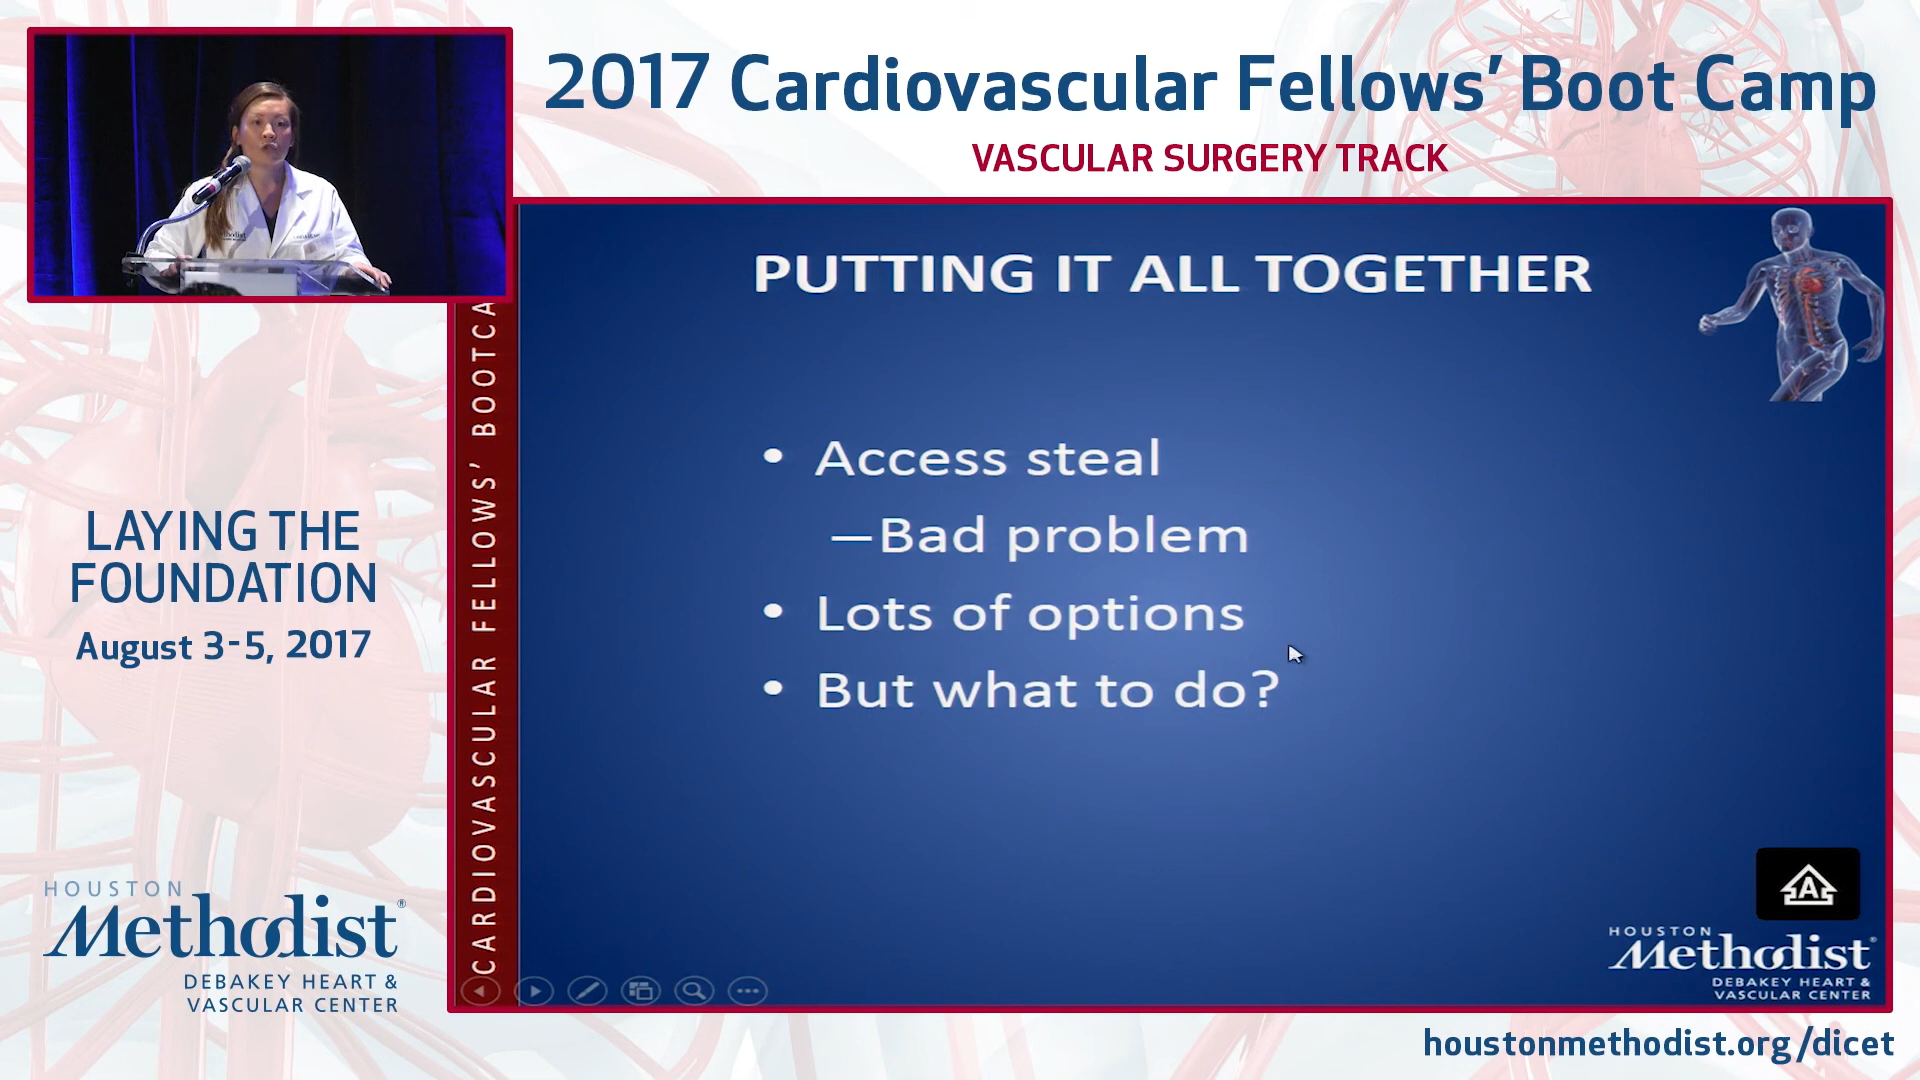 2017 Cardiovascular Fellows’ Boot Camp
VASCULAR SURGERY TRACK
PUTTING IT ALL TOGETHER
• Access steal
—Bad problem
• Lots of options
• But what to do?
CARDIOVASCULAR FELLOWS’ BOOTCA
LAYING THE
FOUNDATION
August 3-5, 2017
HOUSTON
Methodist®
DEBAKEY HEART &
VASCULAR CENTER
A
HOUSTON
Methodist®
DEBAKEY HEART &
VASCULAR CENTER
houstonmethodist.org/dicet